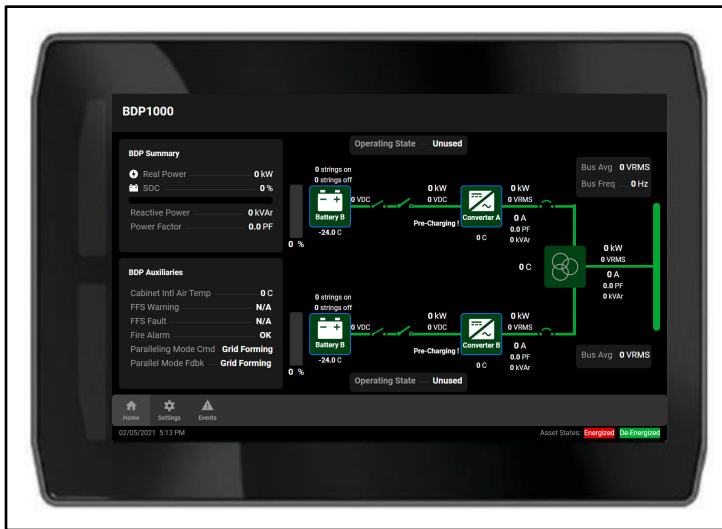 BDP1000
BDP Summary
Real Power 0 kW
SOC 0 %
Reactive Power 0 kVAr
Power Factor 0.0 PF
BDP Auxiliaries
Cabinet Intl Air Temp 0 C
FFS Warning N/A
FFS Fault N/A
Fire Alarm OK
Paralleling Mode Cmd Grid Forming
Parallel Mode Fdbk Grid Forming
Operating State Unused
0 strings on
0 strings off
Battery B
-24.0 C
0 %
0 VDC
0 kW
0 VDC
Pre-Charging !
Converter A
0 C
0 kW
0 VRMS
0 A
0.0 PF
0 kVAr
Bus Avg 0 VRMS
Bus Freq 0 Hz
0 C
0 kW
0 VRMS
0 A
0.0 PF
0 kVAr
0 strings on
0 strings off
Battery B
-24.0 C
0 %
0 VDC
0 kW
0 VDC
Pre-Charging !
Converter B
0 C
0 kW
0 VRMS
0 A
0.0 PF
0 kVAr
Bus Avg 0 VRMS
Operating State Unused
Home
Settings
Events
02/05/2021 5:13 PM
Asset States: Energized De-Energized